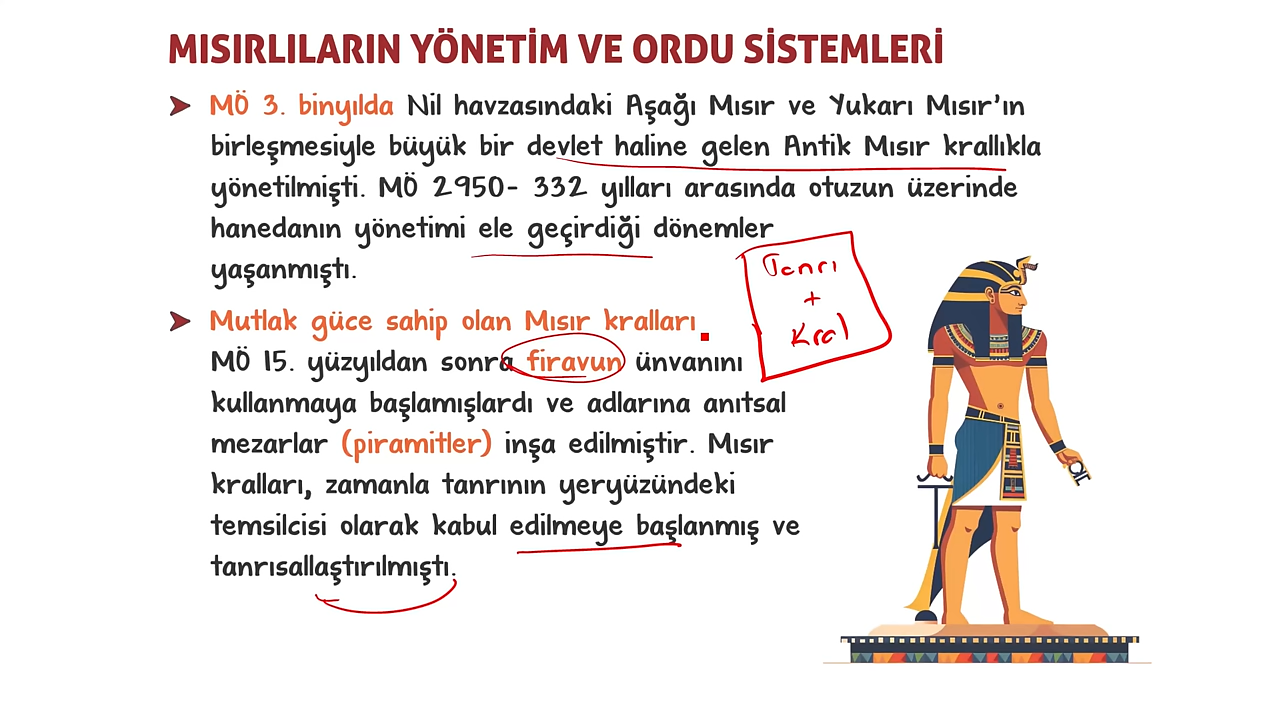 MISIRLILARIN YÖNETİM VE ORDU SİSTEMLERİ
MÖ 3. binyılda Nil havzasındaki Aşağı Mısır ve Yukarı Mısır'ın
birleşmesiyle büyük bir devlet haline gelen Antik Mısır krallıkla
yönetilmişti. MÖ 2950- 332 yılları arasında otuzun üzerinde
hanedanın yönetimi ele geçirdiği dönemler
yaşanmıştı.
Tanrı
+
Kral
Mutlak güce sahip olan Mısır kralları
MÖ 15. yüzyıldan sonra firavun ünvanını
kullanmaya başlamışlardı ve adlarına anıtsal
mezarlar (piramitler) inşa edilmiştir. Mısır
kralları, zamanla tanrının yeryüzündeki
temsilcisi olarak kabul edilmeye başlanmış ve
tanrısallaştırılmıştı.